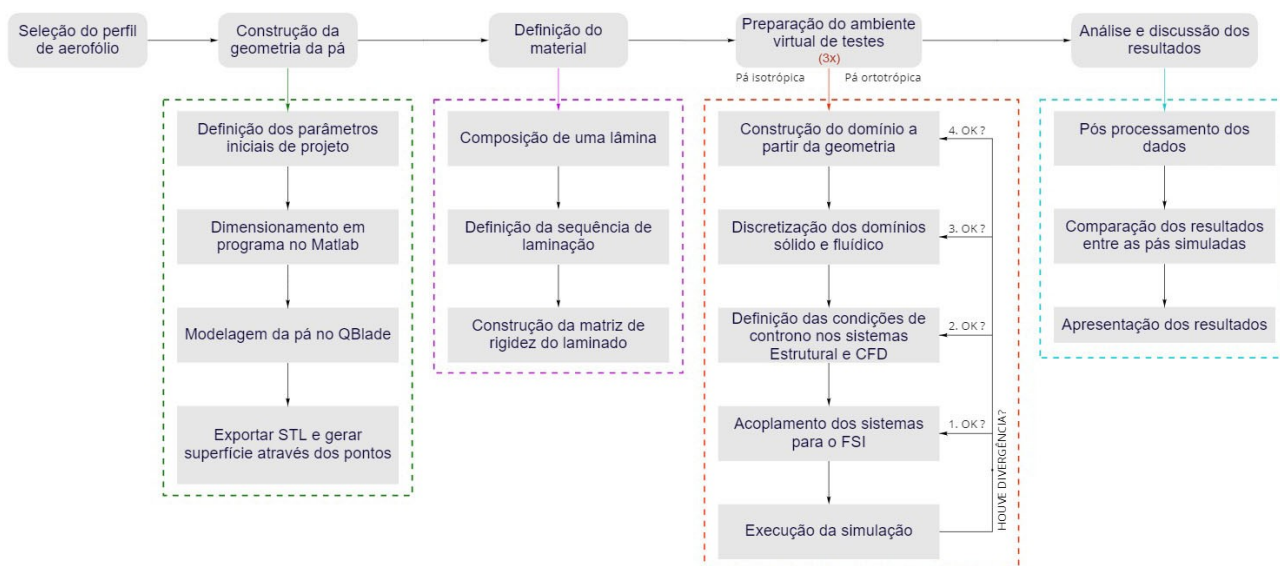 Seleção do perfil
de aerofólio
Construção da
geometria da pá
Definição do
material
Preparação do ambiente
virtual de testes
(3x)
Análise e discussão dos
resultados
Pá isotrópica
Pá ortotrópica
Definição dos parâmetros
iniciais de projeto
Dimensionamento em
programa no Matlab
Modelagem da pá no QBlade
Exportar STL e gerar
superfície através dos pontos
Composição de uma lâmina
Definição da sequência de
laminação
Construção da matriz de
rigidez do laminado
Construção do domínio a
partir da geometria
4. OK ?
Discretização dos domínios
sólido e fluídico
3. OK ?
Definição das condições de
controno nos sistemas
Estrutural e CFD
2. OK ?
Acoplamento dos sistemas
para o FSI
1. OK ?
Execução da simulação
HOUVE DIVERGÊNCIA?
Pós processamento dos
dados
Comparação dos resultados
entre as pás simuladas
Apresentação dos resultados